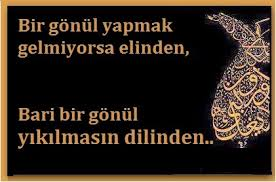 Bir gönül yapmak
gelmiyorsa elinden,
Bari bir gönül
yıkılmasın dilinden..